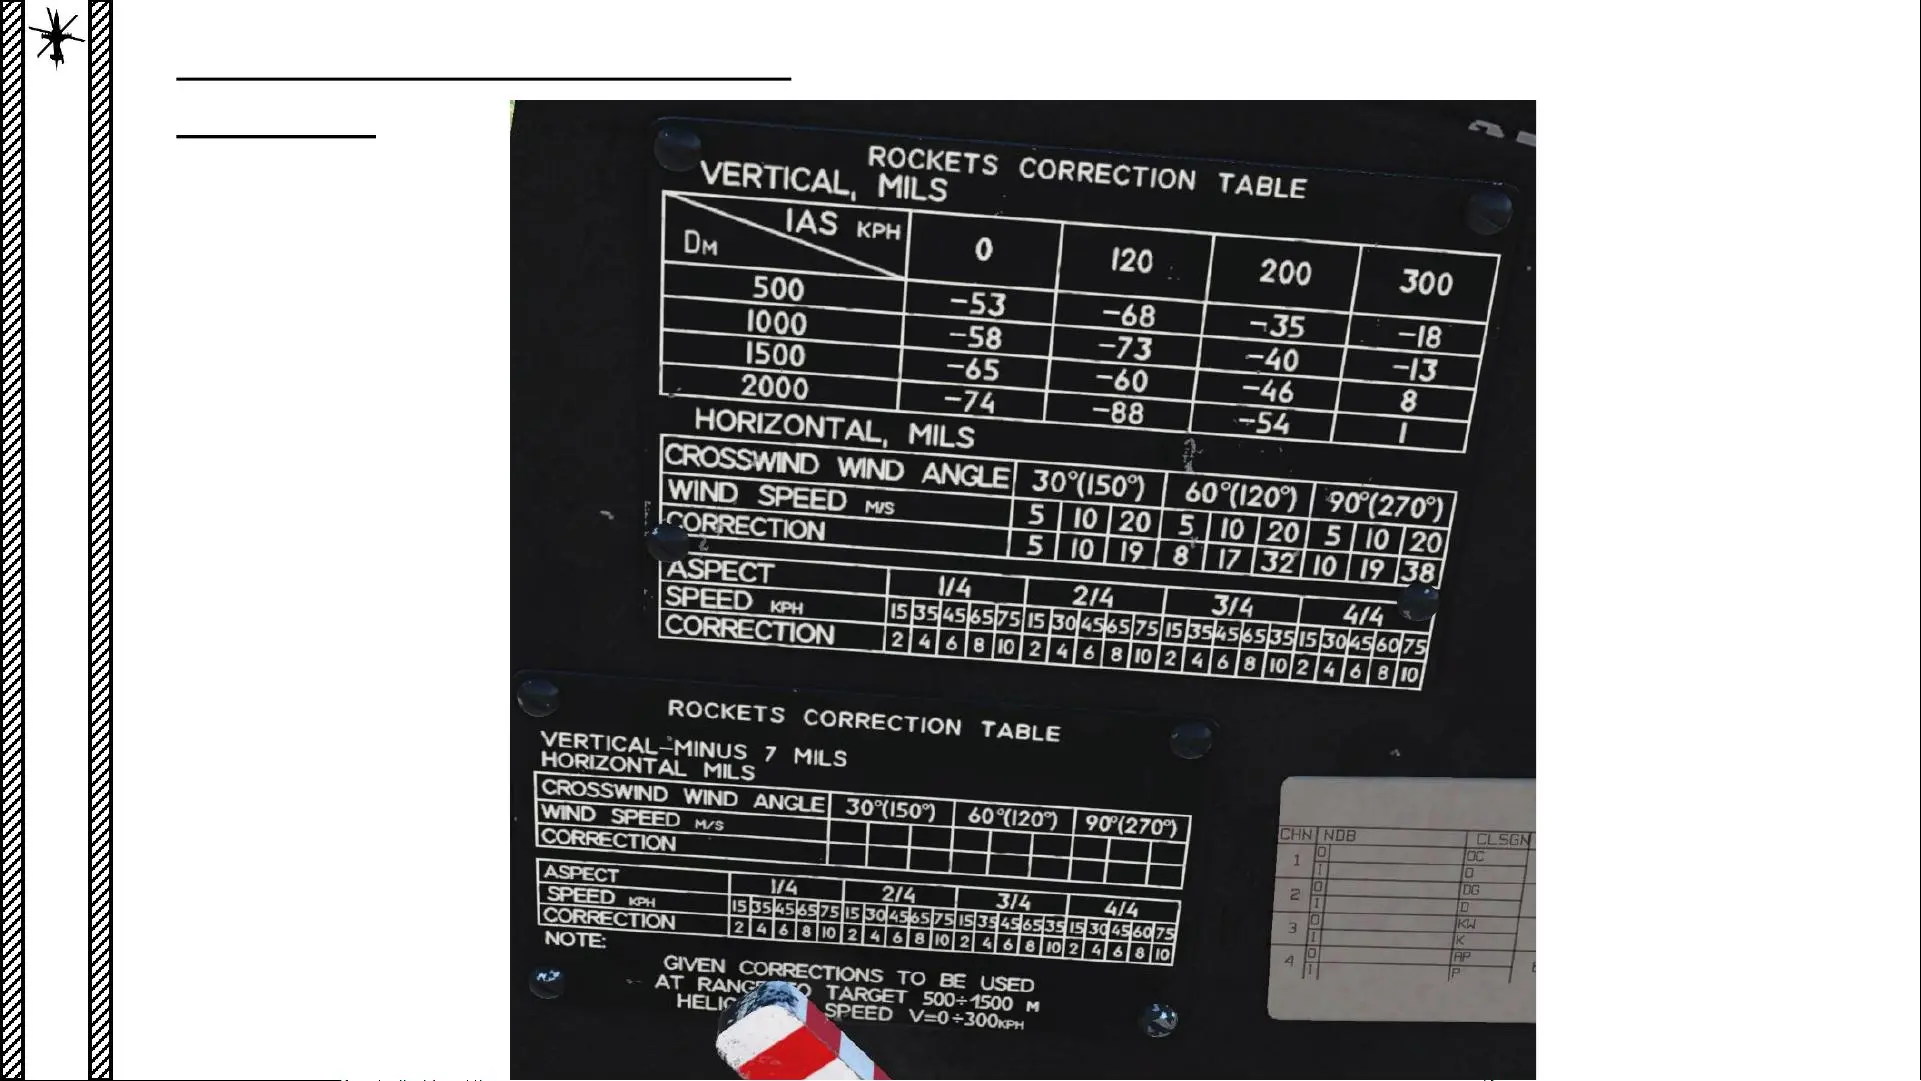 ROCKETS CORRECTION TABLE
VERTICAL, MILS
IAS KPH 0 120 200 300
DM
500 -53 -68 -35 -18
1000 -58 -73 -40 -13
1500 -65 -60 -46 8
2000 -74 -88 -54 1
HORIZONTAL, MILS
CROSSWIND WIND ANGLE 30°(150°) 60°(120°) 90°(270°)
WIND SPEED M/S 5 10 20 5 10 20 5 10 20
CORRECTION 5 10 19 8 17 32 10 19 38
ASPECT 1/4 2/4 3/4 4/4
SPEED KPH 15 35 45 65 75 15 30 45 65 75 15 35 45 65 35 15 30 45 60 75
CORRECTION 2 4 6 8 10 2 4 6 8 10 2 4 6 8 10 2 4 6 8 10
ROCKETS CORRECTION TABLE
VERTICAL-MINUS 7 MILS
HORIZONTAL MILS
CROSSWIND WIND ANGLE 30°(150°) 60°(120°) 90°(270°)
WIND SPEED M/S
CORRECTION
ASPECT 1/4 2/4 3/4 4/4
SPEED KPH 15 35 45 65 75 15 30 45 65 75 15 35 45 65 35 15 30 45 60 75
CORRECTION 2 4 6 8 10 2 4 6 8 10 2 4 6 8 10 2 4 6 8 10
NOTE:
GIVEN CORRECTIONS TO BE USED
AT TARGET 500÷1500 M
SPEED V=0÷300KPH
CHN NDB CLSGN
1 O OC
I O
2 O DG
I D
3 O KW
I K
4 O AP
I P